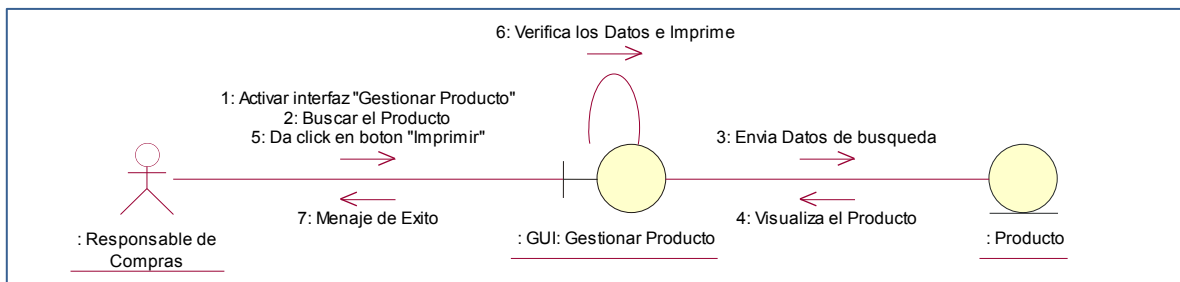 6: Verifica los Datos e Imprime
1: Activar interfaz "Gestionar Producto"
2: Buscar el Producto
5: Da click en boton "Imprimir"
3: Envia Datos de busqueda
7: Menaje de Exito
4: Visualiza el Producto
: Responsable de
Compras
: GUI: Gestionar Producto
: Producto